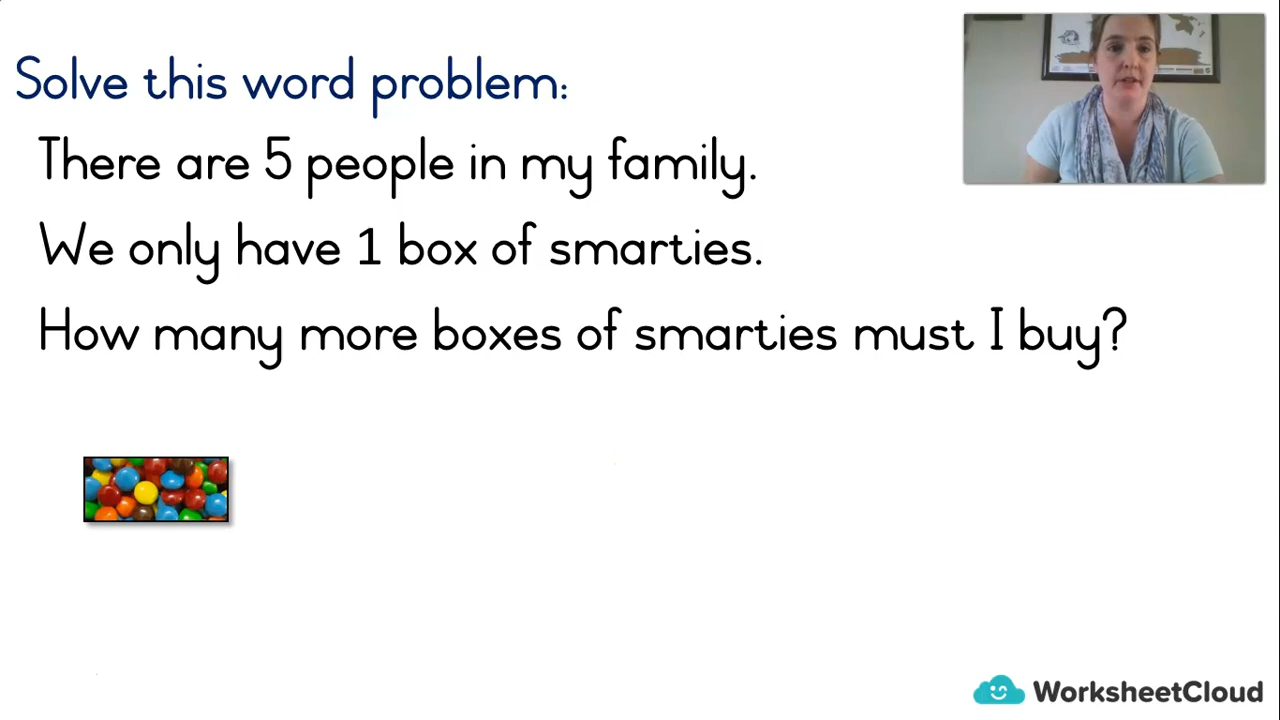 Solve this word problem:
There are 5 people in my family.
We only have 1 box of smarties.
How many more boxes of smarties must I buy?
WorksheetCloud